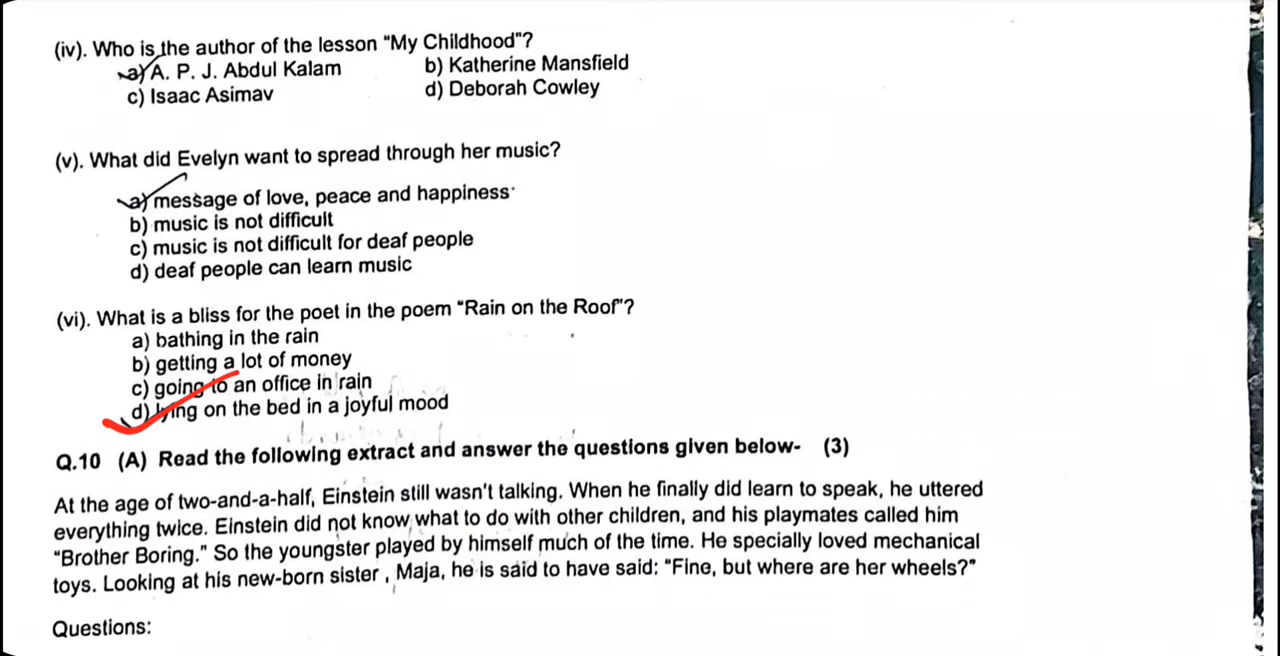 (iv). Who is the author of the lesson "My Childhood"?
a) A. P. J. Abdul Kalam b) Katherine Mansfield
c) Isaac Asimav d) Deborah Cowley
(v). What did Evelyn want to spread through her music?
a) message of love, peace and happiness
b) music is not difficult
c) music is not difficult for deaf people
d) deaf people can learn music
(vi). What is a bliss for the poet in the poem "Rain on the Roof"?
a) bathing in the rain
b) getting a lot of money
c) going to an office in rain
d) lying on the bed in a joyful mood
Q.10 (A) Read the following extract and answer the questions given below- (3)
At the age of two-and-a-half, Einstein still wasn't talking. When he finally did learn to speak, he uttered
everything twice. Einstein did not know what to do with other children, and his playmates called him
"Brother Boring." So the youngster played by himself much of the time. He specially loved mechanical
toys. Looking at his new-born sister , Maja, he is said to have said: "Fine, but where are her wheels?"
Questions: